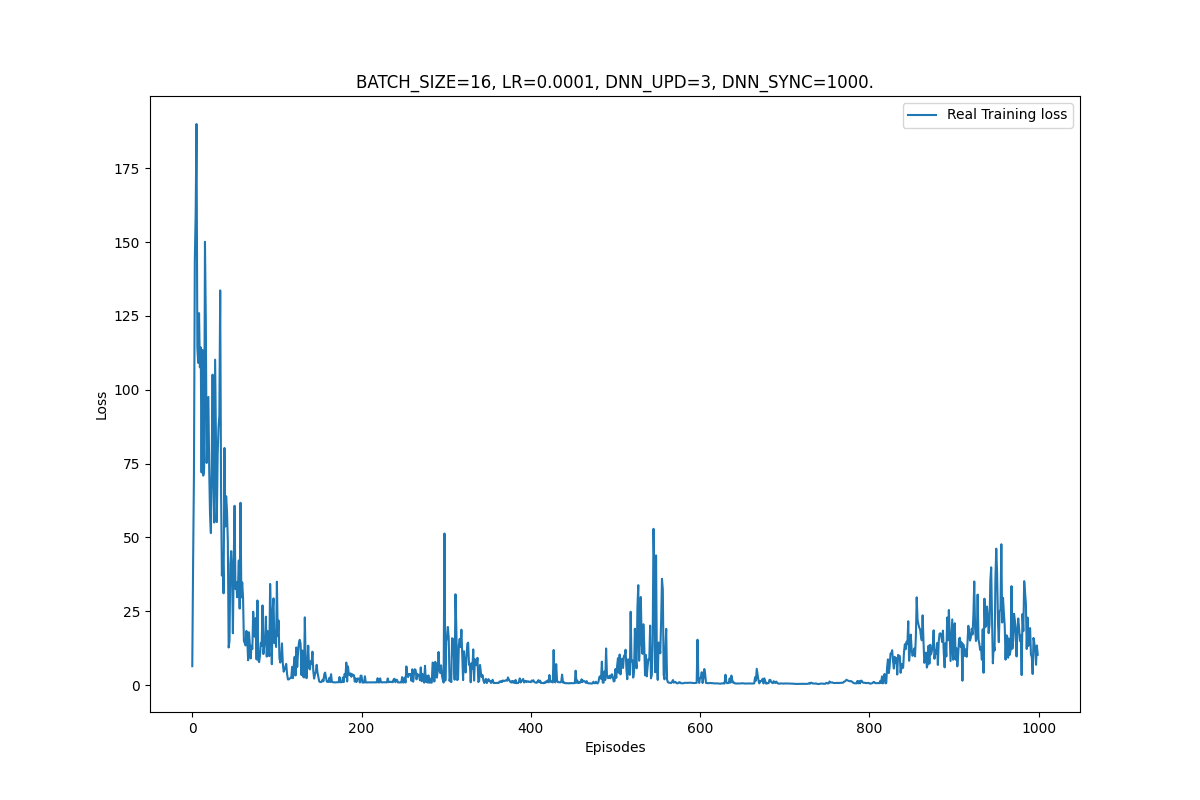 BATCH_SIZE=16, LR=0.0001, DNN_UPD=3, DNN_SYNC=1000.
Real Training loss
175
150
125
100
75
50
25
0
Loss
0 200 400 600 800 1000
Episodes